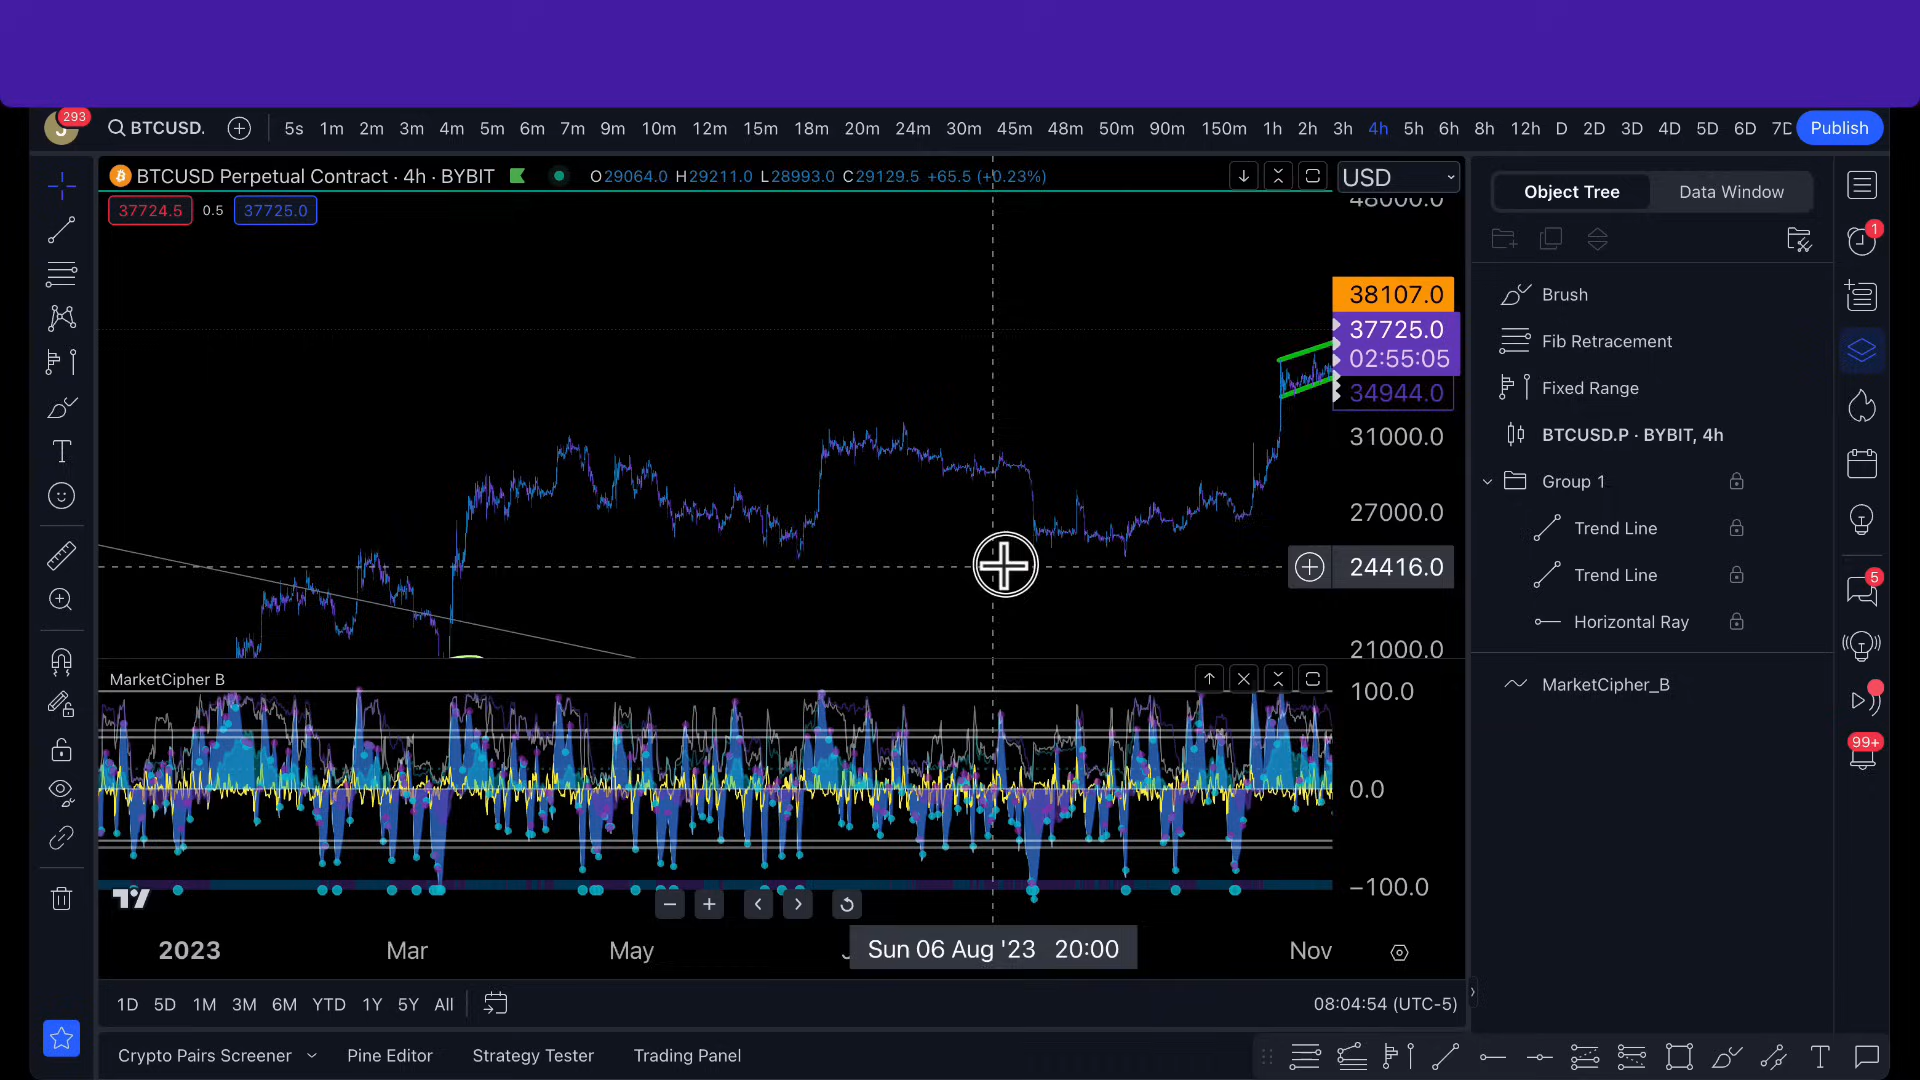 293
BTCUSD.
5s 1m 2m 3m 4m 5m 6m 7m 9m 10m 12m 15m 18m 20m 24m 30m 45m 48m 50m 90m 150m 1h 2h 3h 4h 5h 6h 8h 12h D 2D 3D 4D 5D 6D 7D
Publish
BTCUSD Perpetual Contract · 4h · BYBIT
O29064.0 H29211.0 L28993.0 C29129.5 +65.5 (+0.23%)
USD
37724.5 0.5 37725.0
48000.0
38107.0
37725.0
02:55:05
34944.0
31000.0
27000.0
24416.0
21000.0
MarketCipher B
100.0
0.0
−100.0
2023 Mar May
Sun 06 Aug '23 20:00
Nov
1D 5D 1M 3M 6M YTD 1Y 5Y All
08:04:54 (UTC-5)
Crypto Pairs Screener Pine Editor Strategy Tester Trading Panel
Object Tree Data Window
Brush
Fib Retracement
Fixed Range
BTCUSD.P · BYBIT, 4h
Group 1
Trend Line
Trend Line
Horizontal Ray
MarketCipher_B
1
5
99+